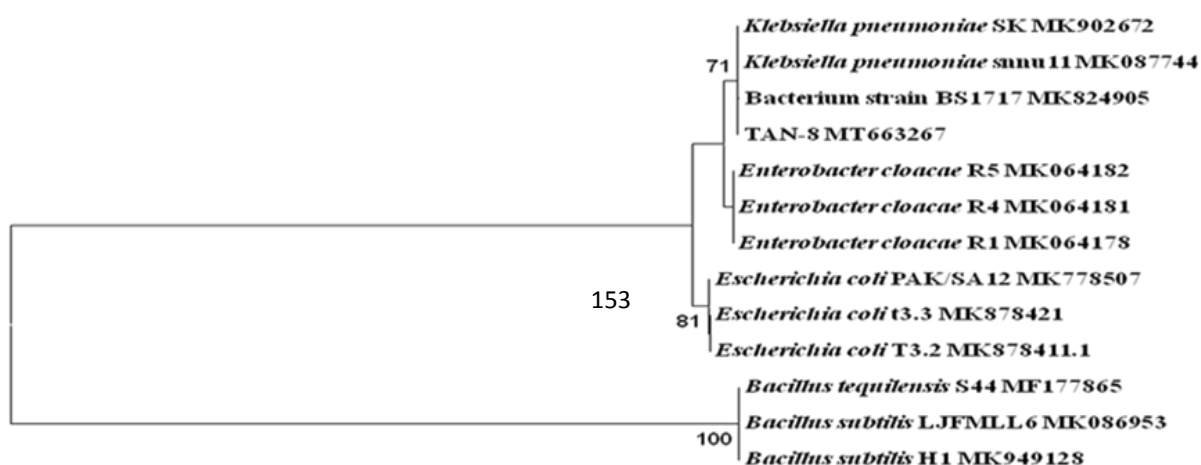 Klebsiella pneumoniae SK MK902672
Klebsiella pneumoniae snnu11 MK087744
71
Bacterium strain BS1717 MK824905
TAN-8 MT663267
Enterobacter cloacae R5 MK064182
Enterobacter cloacae R4 MK064181
Enterobacter cloacae R1 MK064178
Escherichia coli PAK/SA12 MK778507
153
Escherichia coli t3.3 MK878421
81
Escherichia coli T3.2 MK878411.1
Bacillus tequilensis S44 MF177865
Bacillus subtilis LJFMLL6 MK086953
100
Bacillus subtilis H1 MK949128